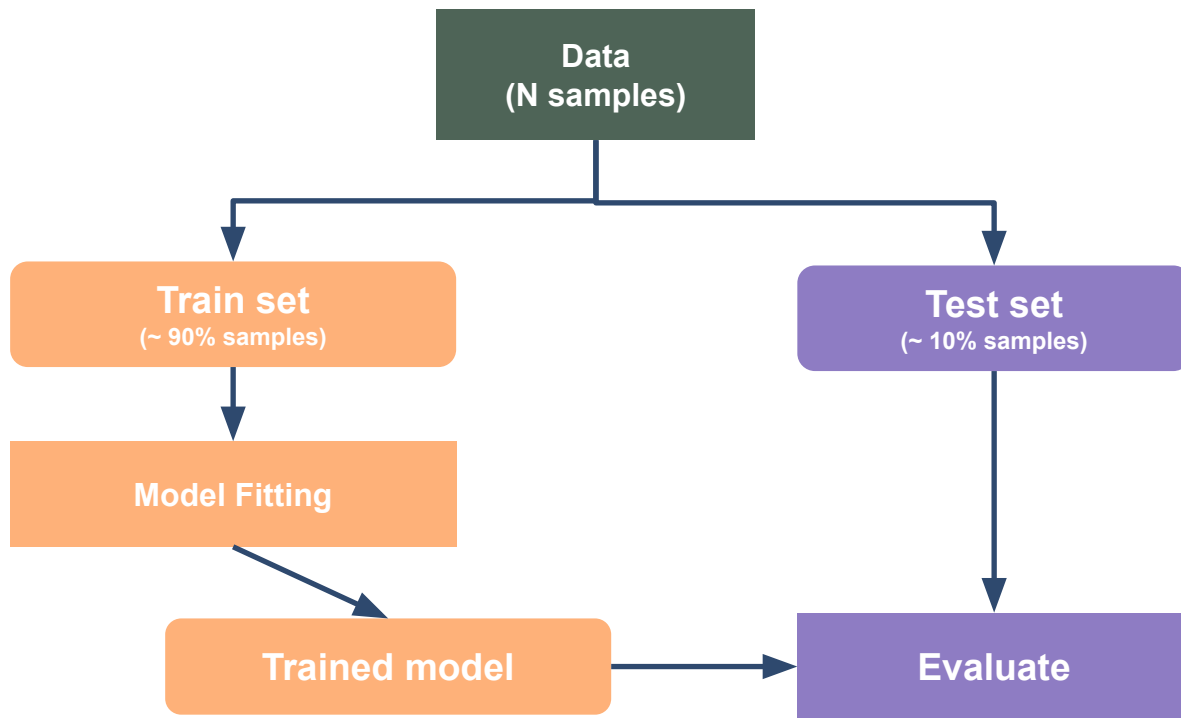 Data
(N samples)
Train set
(~ 90% samples)
Test set
(~ 10% samples)
Model Fitting
Trained model
Evaluate